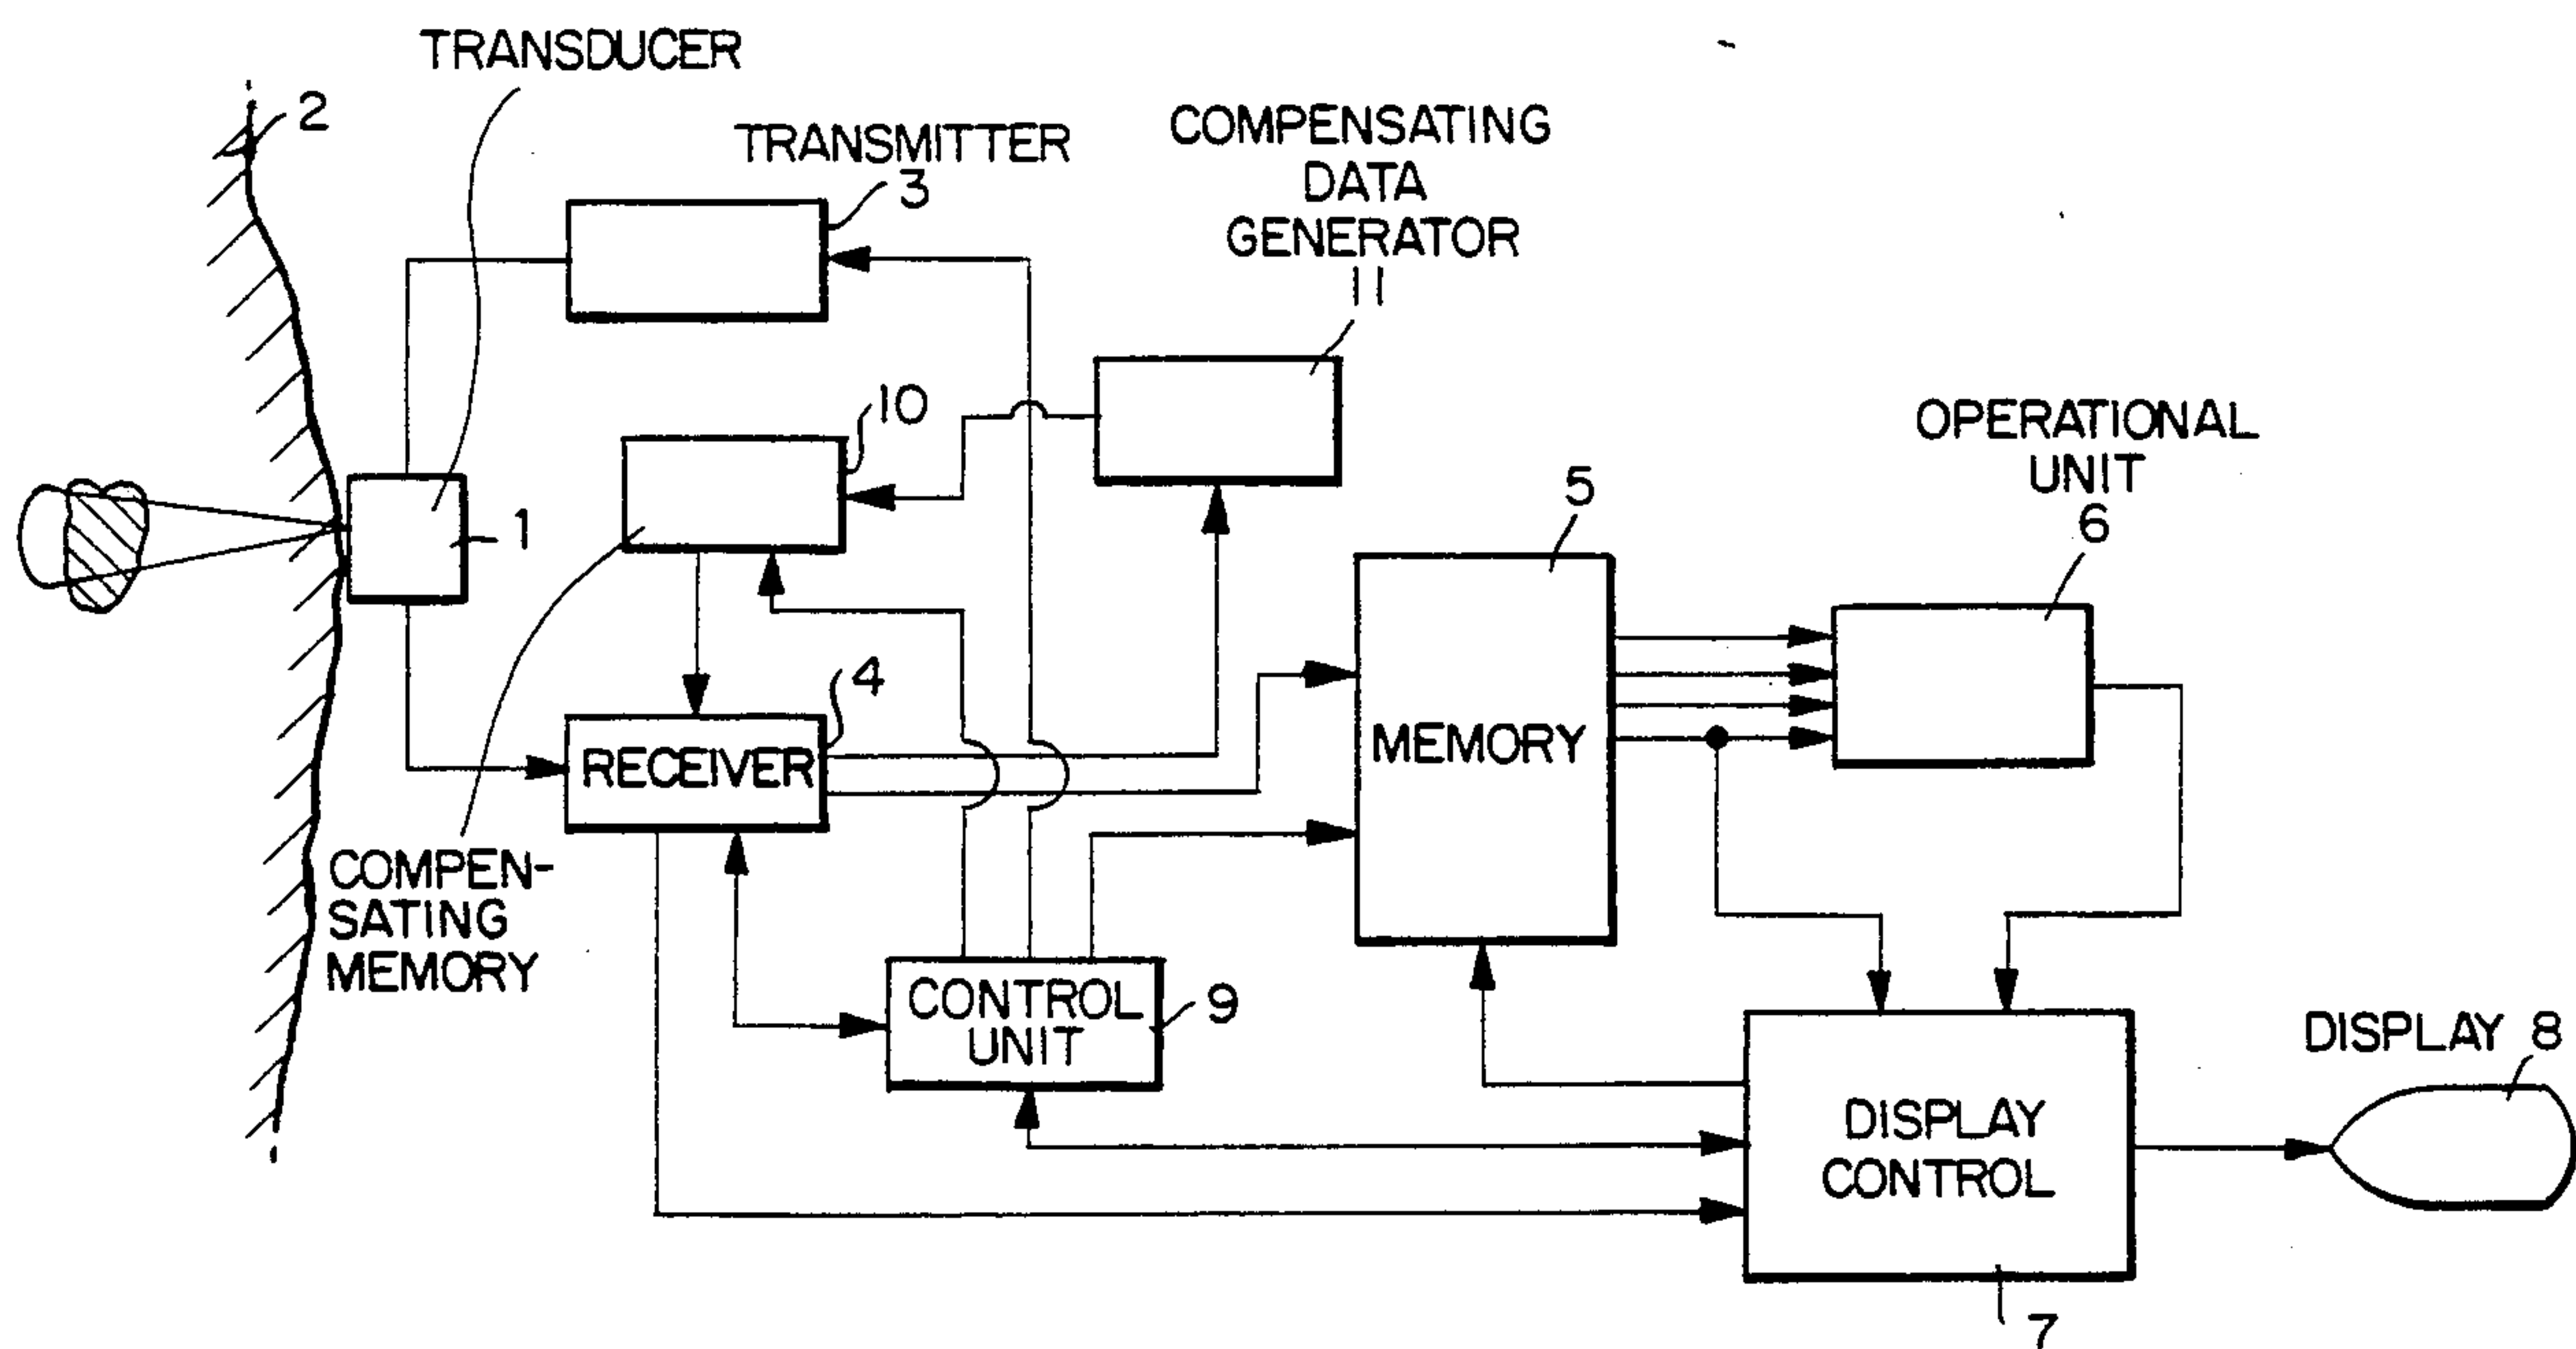 TRANSDUCER
2
TRANSMITTER
3
COMPENSATING
DATA
GENERATOR
11
10
OPERATIONAL
UNIT
6
5
1
4
MEMORY
RECEIVER
COMPEN-
SATING
MEMORY
CONTROL
UNIT
9
DISPLAY 8
DISPLAY
CONTROL
7